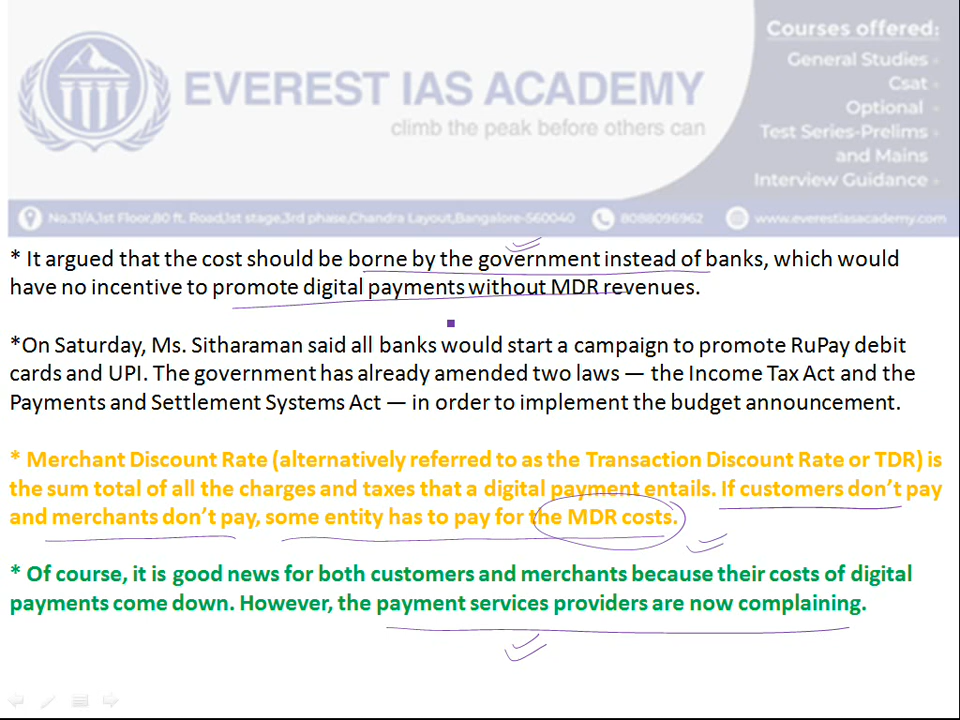 Courses offered:
General Studies
Csat
Optional
Test Series-Prelims
and Mains
Interview Guidance
EVEREST IAS ACADEMY
climb the peak before others can
No.31/A,1st Floor,80 ft. Road,1st stage,3rd phase,Chandra Layout,Bangalore-560040
8088096962
www.everestiasacademy.com
* It argued that the cost should be borne by the government instead of banks, which would
have no incentive to promote digital payments without MDR revenues.
*On Saturday, Ms. Sitharaman said all banks would start a campaign to promote RuPay debit
cards and UPI. The government has already amended two laws — the Income Tax Act and the
Payments and Settlement Systems Act — in order to implement the budget announcement.
* Merchant Discount Rate (alternatively referred to as the Transaction Discount Rate or TDR) is
the sum total of all the charges and taxes that a digital payment entails. If customers don’t pay
and merchants don’t pay, some entity has to pay for the MDR costs.
* Of course, it is good news for both customers and merchants because their costs of digital
payments come down. However, the payment services providers are now complaining.